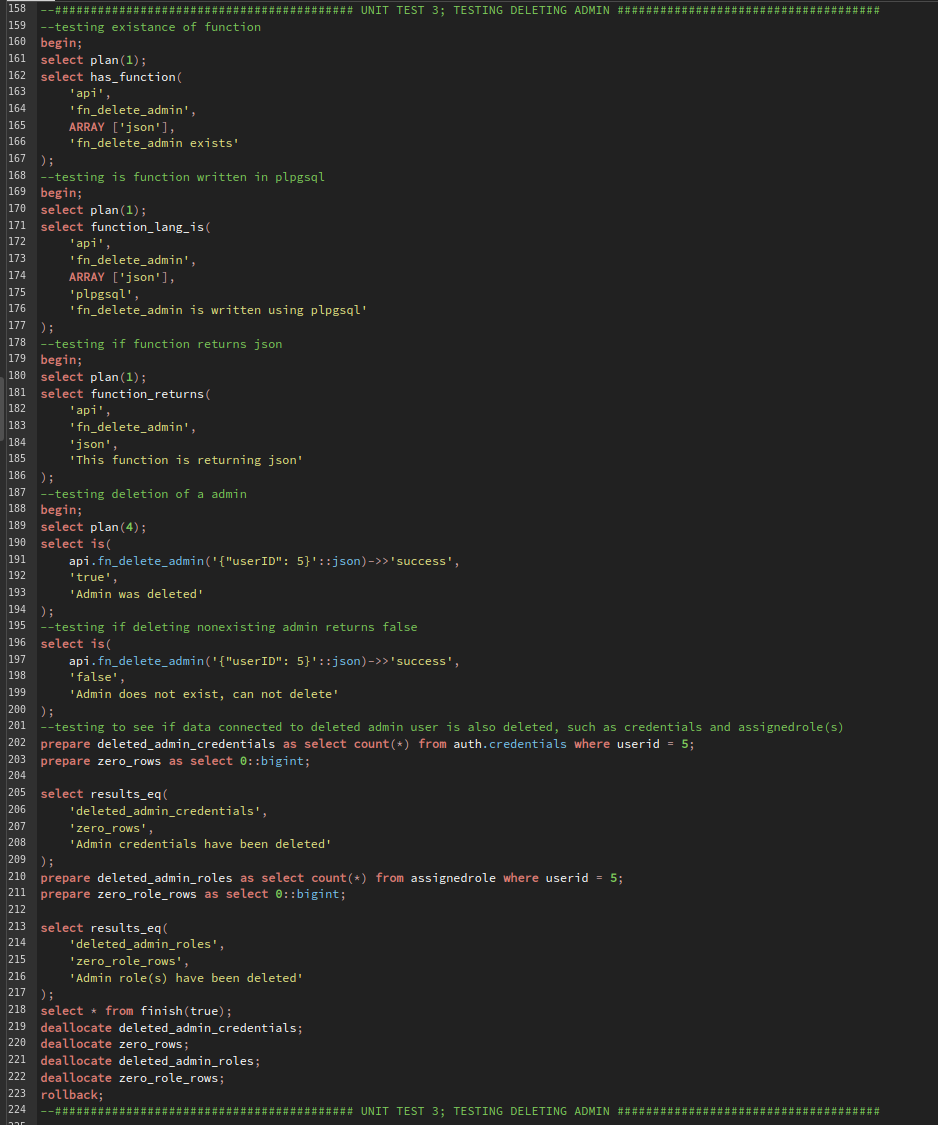 158 --########################################## UNIT TEST 3; TESTING DELETING ADMIN #####################################
159 --testing existance of function
160 begin;
161 select plan(1);
162 select has_function(
163     'api',
164     'fn_delete_admin',
165     ARRAY ['json'],
166     'fn_delete_admin exists'
167 );
168 --testing is function written in plpgsql
169 begin;
170 select plan(1);
171 select function_lang_is(
172     'api',
173     'fn_delete_admin',
174     ARRAY ['json'],
175     'plpgsql',
176     'fn_delete_admin is written using plpgsql'
177 );
178 --testing if function returns json
179 begin;
180 select plan(1);
181 select function_returns(
182     'api',
183     'fn_delete_admin',
184     'json',
185     'This function is returning json'
186 );
187 --testing deletion of a admin
188 begin;
189 select plan(4);
190 select is(
191     api.fn_delete_admin('{"userID": 5}'::json)->>'success',
192     'true',
193     'Admin was deleted'
194 );
195 --testing if deleting nonexisting admin returns false
196 select is(
197     api.fn_delete_admin('{"userID": 5}'::json)->>'success',
198     'false',
199     'Admin does not exist, can not delete'
200 );
201 --testing to see if data connected to deleted admin user is also deleted, such as credentials and assignedrole(s)
202 prepare deleted_admin_credentials as select count(*) from auth.credentials where userid = 5;
203 prepare zero_rows as select 0::bigint;
204
205 select results_eq(
206     'deleted_admin_credentials',
207     'zero_rows',
208     'Admin credentials have been deleted'
209 );
210 prepare deleted_admin_roles as select count(*) from assignedrole where userid = 5;
211 prepare zero_role_rows as select 0::bigint;
212
213 select results_eq(
214     'deleted_admin_roles',
215     'zero_role_rows',
216     'Admin role(s) have been deleted'
217 );
218 select * from finish(true);
219 deallocate deleted_admin_credentials;
220 deallocate zero_rows;
221 deallocate deleted_admin_roles;
222 deallocate zero_role_rows;
223 rollback;
224 --########################################## UNIT TEST 3; TESTING DELETING ADMIN #####################################